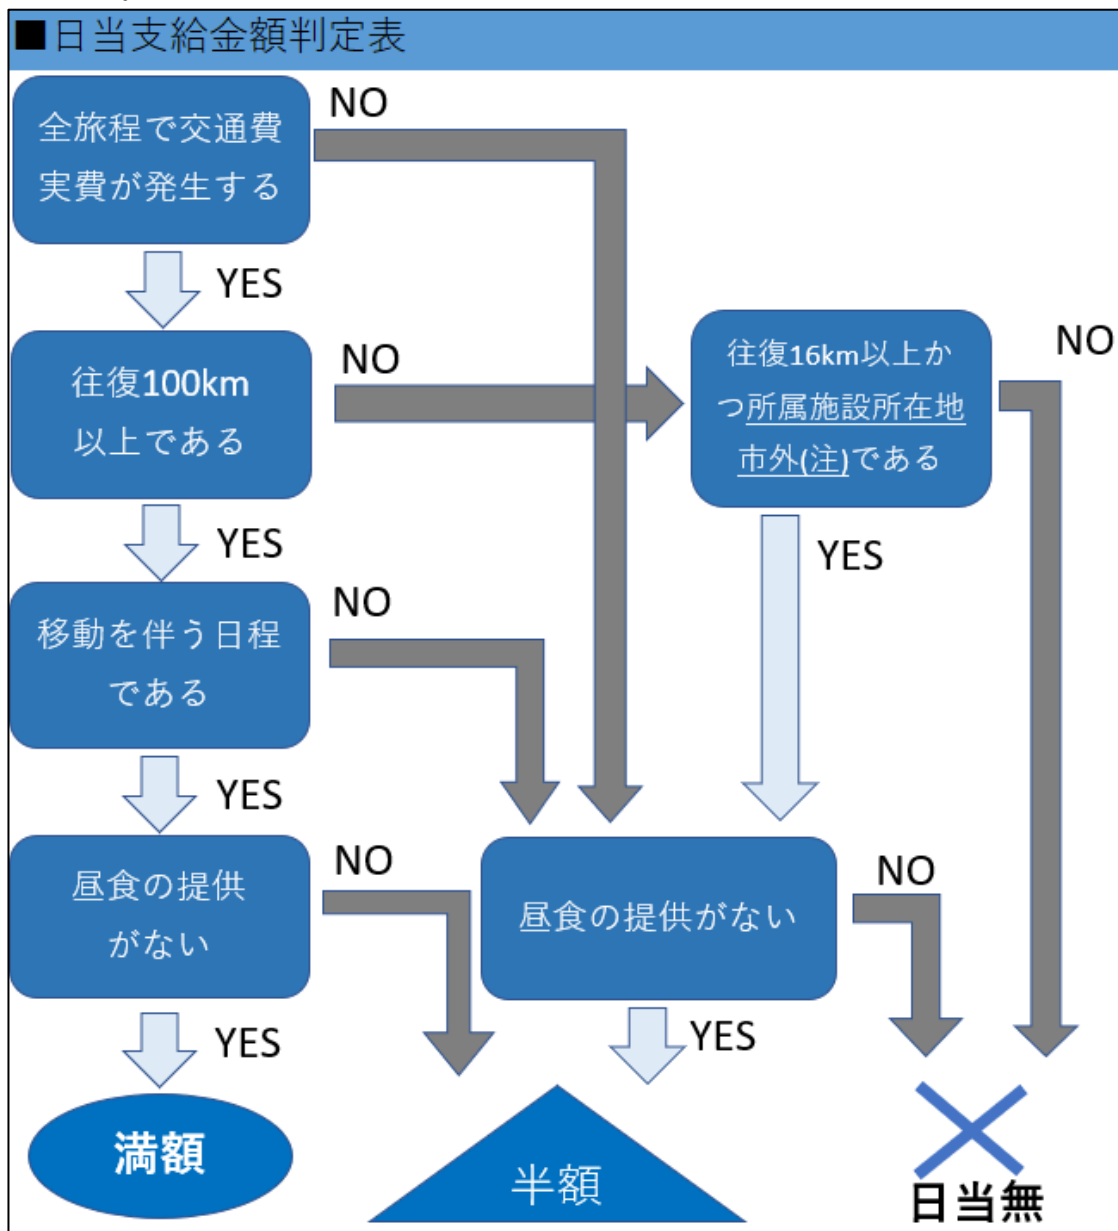 ■日当支給金額判定表
全旅程で交通費
実費が発生する
NO
YES
往復100km
以上である
NO
往復16km以上か
つ所属施設所在地
市外(注)である
NO
YES
YES
移動を伴う日程
である
NO
YES
昼食の提供
がない
NO
昼食の提供がない
NO
YES
YES
満額
半額
日当無